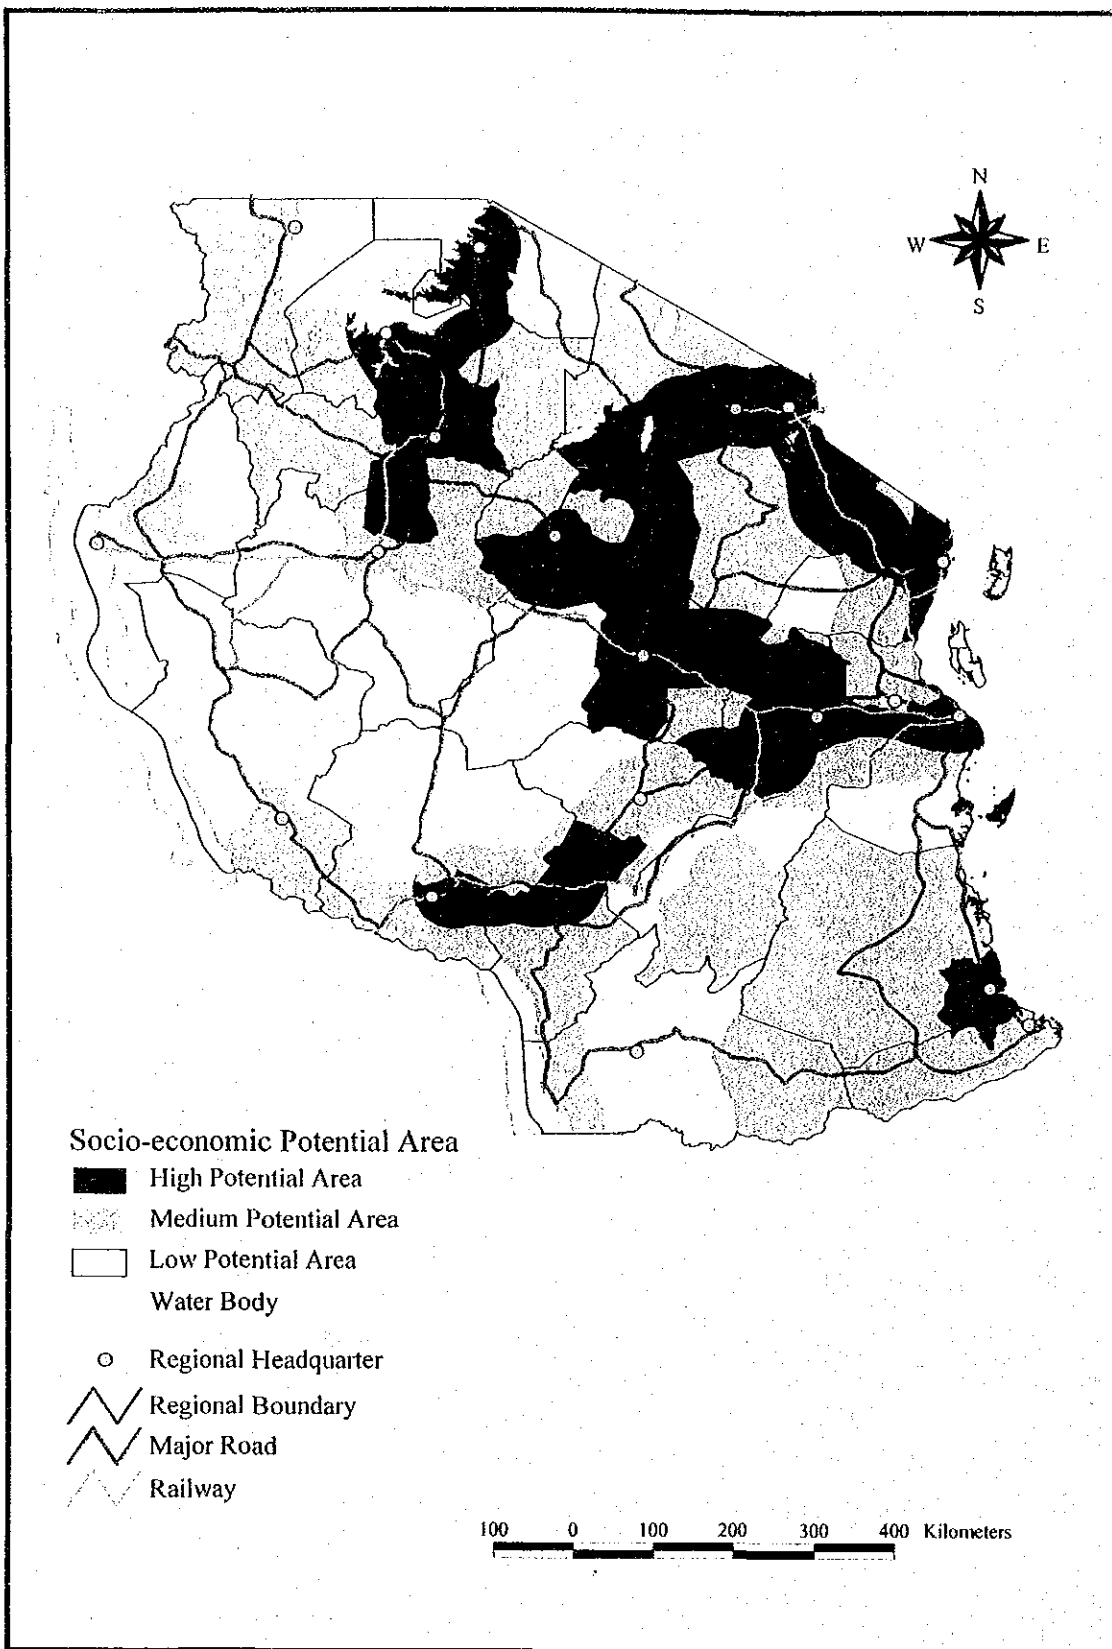 N
W E
S
Socio-economic Potential Area
High Potential Area
Medium Potential Area
Low Potential Area
Water Body
Regional Headquarter
Regional Boundary
Major Road
Railway
100 0 100 200 300 400 Kilometers